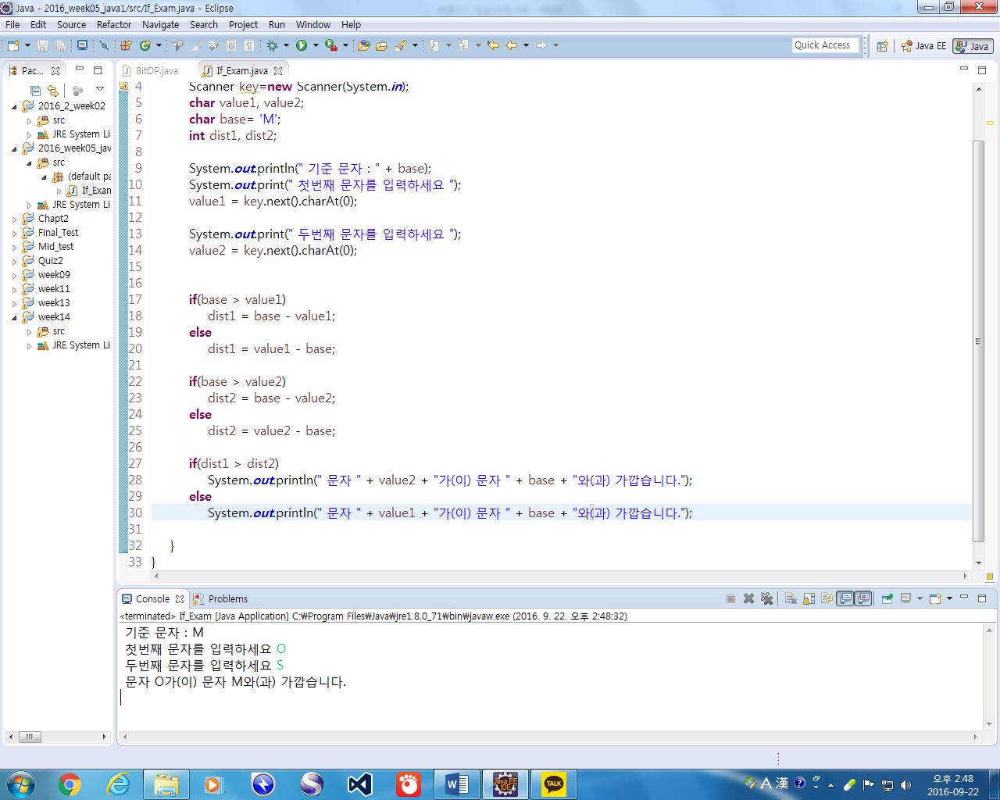 Java - 2016_week05_java1/src/If_Exam.java - Eclipse
File Edit Source Refactor Navigate Search Project Run Window Help
Quick Access
Java EE
Java
Pac...
2016_2_week02
src
JRE System Li
2016_week05_jav
src
(default pa
If_Exam
JRE System Li
Chapt2
Final_Test
Mid_test
Quiz2
week09
week11
week13
week14
src
JRE System Li
BitOP.java
If_Exam.java
4 Scanner key=new Scanner(System.in);
5 char value1, value2;
6 char base= 'M';
7 int dist1, dist2;
8
9 System.out.println(" 기준 문자 : " + base);
10 System.out.print(" 첫번째 문자를 입력하세요 ");
11 value1 = key.next().charAt(0);
12
13 System.out.print(" 두번째 문자를 입력하세요 ");
14 value2 = key.next().charAt(0);
15
16
17 if(base > value1)
18 dist1 = base - value1;
19 else
20 dist1 = value1 - base;
21
22 if(base > value2)
23 dist2 = base - value2;
24 else
25 dist2 = value2 - base;
26
27 if(dist1 > dist2)
28 System.out.println(" 문자 " + value2 + "가(이) 문자 " + base + "와(과) 가깝습니다.");
29 else
30 System.out.println(" 문자 " + value1 + "가(이) 문자 " + base + "와(과) 가깝습니다.");
31
32 }
33 }
Console
Problems
<terminated> If_Exam [Java Application] C:₩Program Files₩Java₩jre1.8.0_71₩bin₩javaw.exe (2016. 9. 22. 오후 2:48:32)
기준 문자 : M
첫번째 문자를 입력하세요 O
두번째 문자를 입력하세요 S
문자 O가(이) 문자 M와(과) 가깝습니다.
Java EE
IDE
TALK
A 漢
오후 2:48
2016-09-22